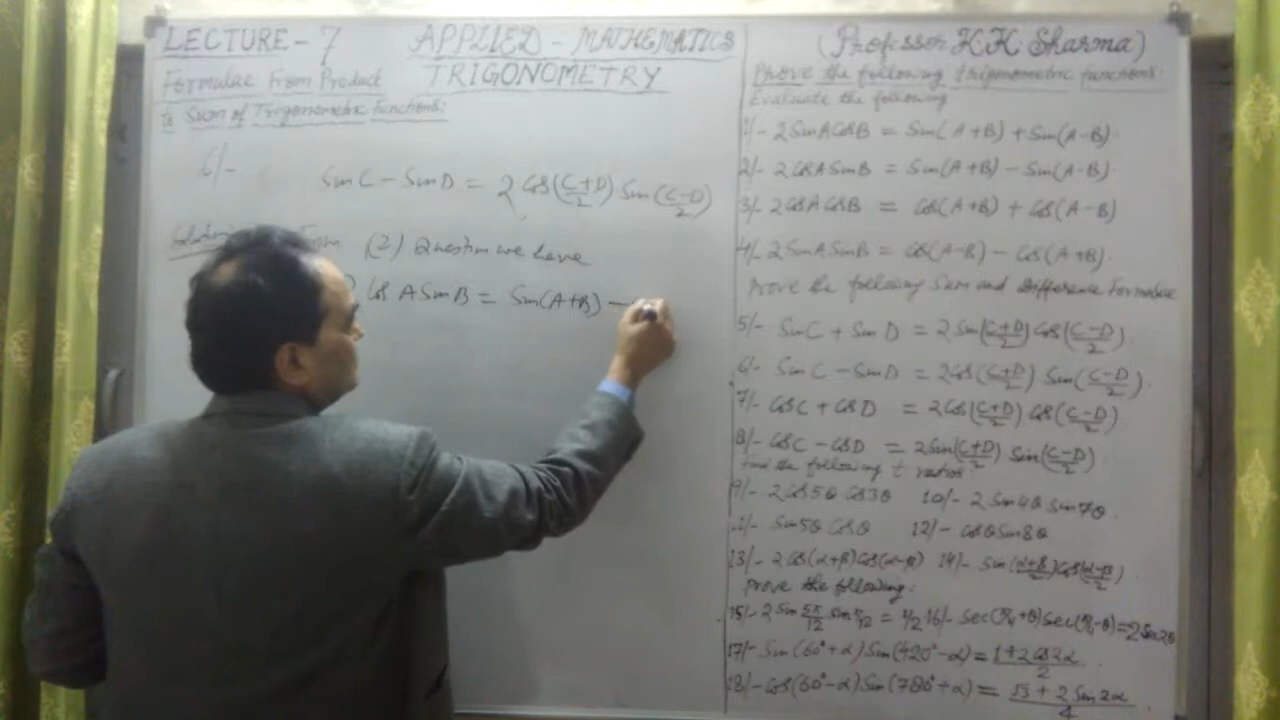 LECTURE-7 APPLIED-MATHEMATICS
TRIGONOMETRY
Formulae From Product
to Sum of Trigonometric Functions:
6/-
Sin C - Sin D = 2 Cos(C+D/2) Sin(C-D/2)
(2) Question we have
Cos A Sin B = Sin(A+B) -
(Professor K K Sharma)
Prove the following trigonometric functions:
Evaluate the following
1/- 2 Sin A Cos B = Sin(A+B) + Sin(A-B).
2/- 2 Cos A Sin B = Sin(A+B) - Sin(A-B).
3/- 2 Cos A Cos B = Cos(A+B) + Cos(A-B)
4/- 2 Sin A Sin B = Cos(A-B) - Cos(A+B).
Prove the following Sum and Difference Formulae
5/- Sin C + Sin D = 2 Sin(C+D/2) Cos(C-D/2)
6/- Sin C - Sin D = 2 Cos(C+D/2) Sin(C-D/2).
7/- Cos C + Cos D = 2 Cos(C+D/2) Cos(C-D/2)
8/- Cos C - Cos D = 2 Sin(C+D/2) Sin(C-D/2)
the following t ratios
9/- 2 Cos 5θ Cos 3θ 10/- 2 Sin 4θ Sin 7θ.
Sin 5θ Cos θ 12/- Cos θ Sin 8θ
13/- 2 Cos(α+β) Cos(α-β) 14/- Sin(α+β/2) Cos(α-β/2)
Prove the following:
15/- 2 Sin 5π/12 Sin π/12 = 1/2 16/- Sec(π/4+θ) Sec(π/4-θ) = 2 Sec 2θ
17/- Sin(60°+α) Sin(420°-α) = 1+2 Cos 2α/2
18/- Cos(60°-α) Sin(780°+α) = √3 + 2 Sin 2α/4